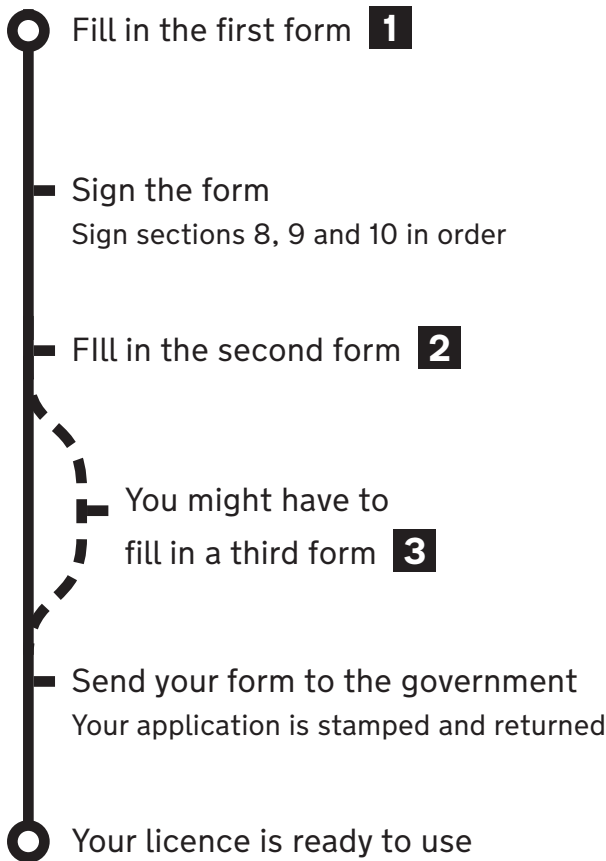 Fill in the first form 1
Sign the form
Sign sections 8, 9 and 10 in order
FIll in the second form 2
You might have to
fill in a third form 3
Send your form to the government
Your application is stamped and returned
Your licence is ready to use